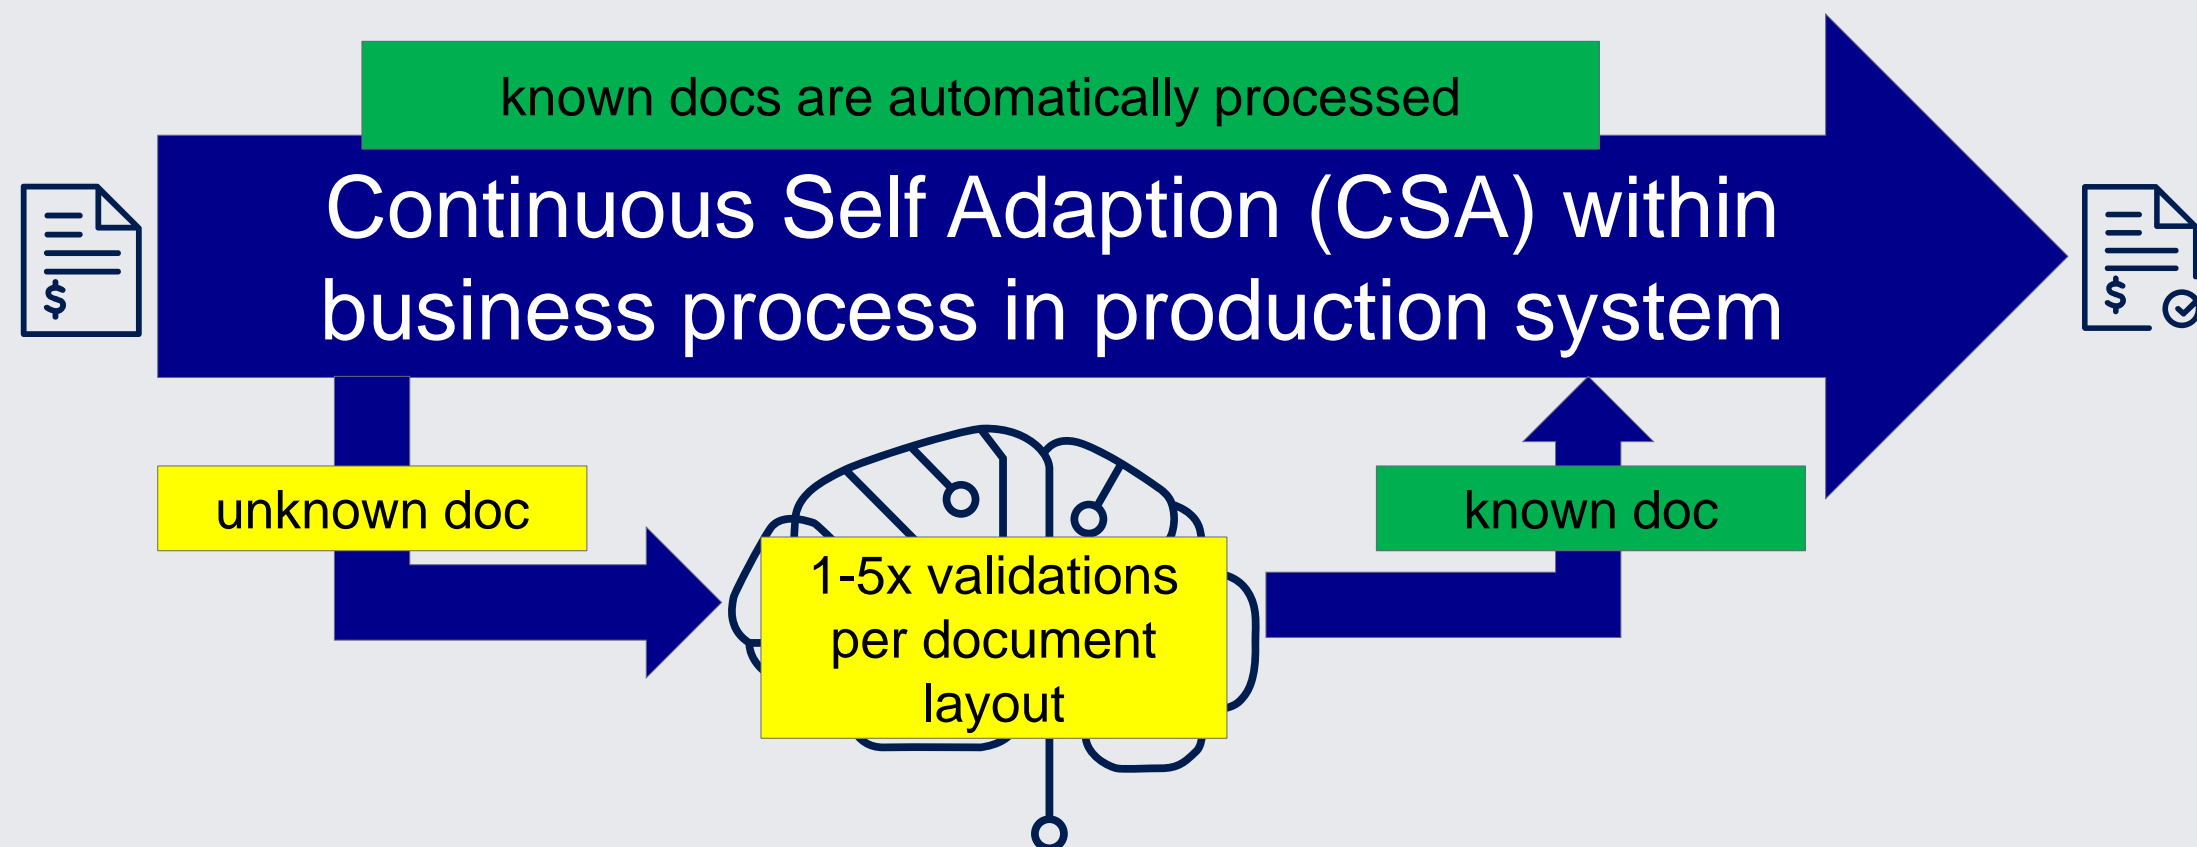 known docs are automatically processed
Continuous Self Adaption (CSA) within
business process in production system
$
$
unknown doc
known doc
1-5x validations
per document
layout